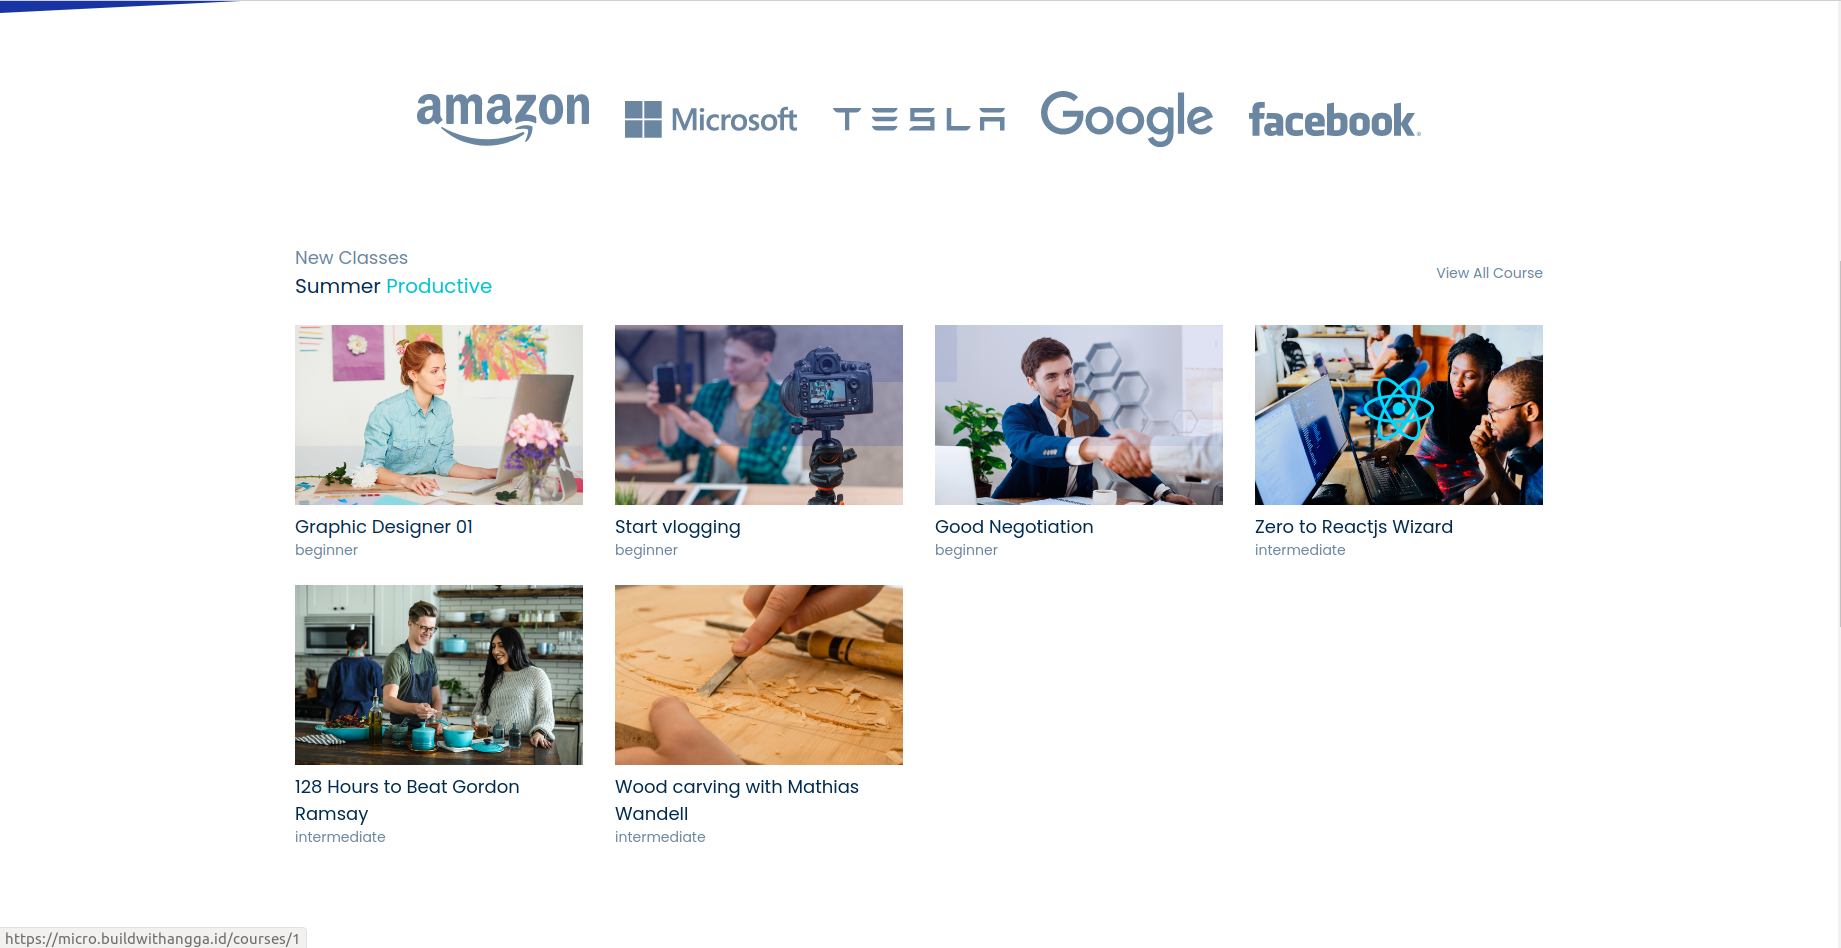 amazon
Microsoft
TESLA
Google
facebook
New Classes
Summer Productive
View All Course
Graphic Designer 01
beginner
Start vlogging
beginner
Good Negotiation
beginner
Zero to Reactjs Wizard
intermediate
128 Hours to Beat Gordon
Ramsay
intermediate
Wood carving with Mathias
Wandell
intermediate
https://micro.buildwithangga.id/courses/1